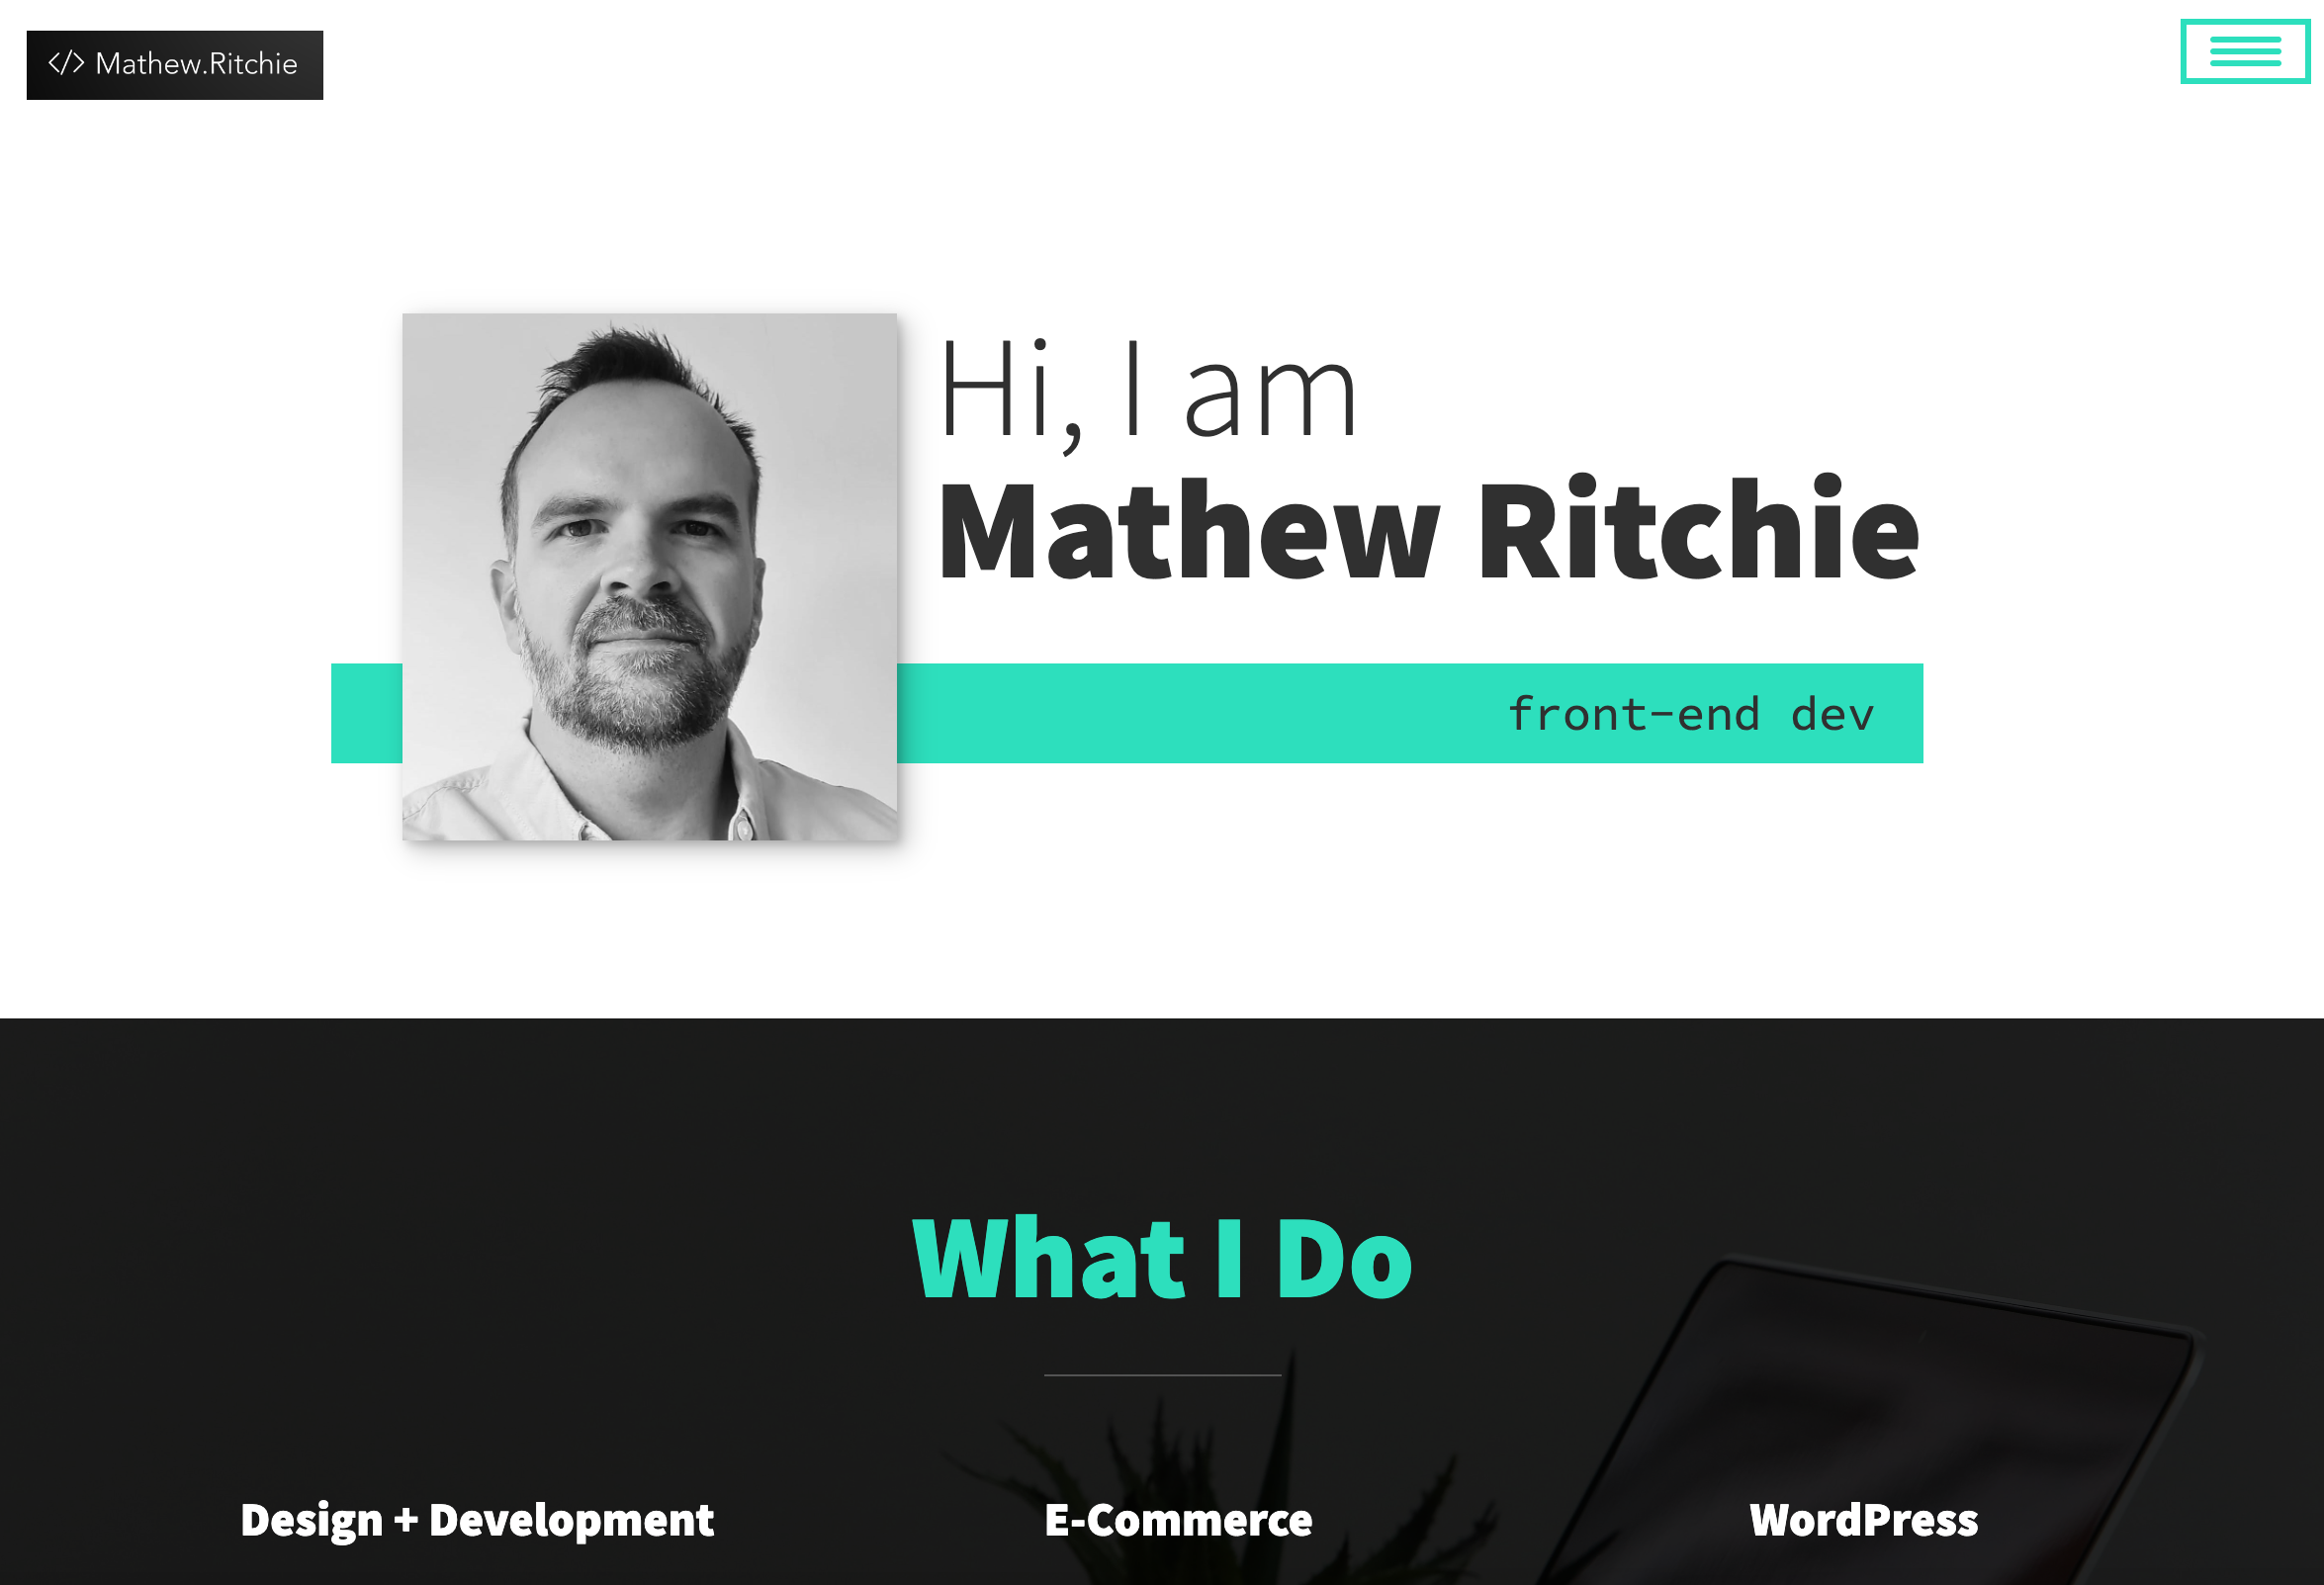 </> Mathew.Ritchie
Hi, I am
Mathew Ritchie
front-end dev
What I Do
Design + Development
E-Commerce
WordPress